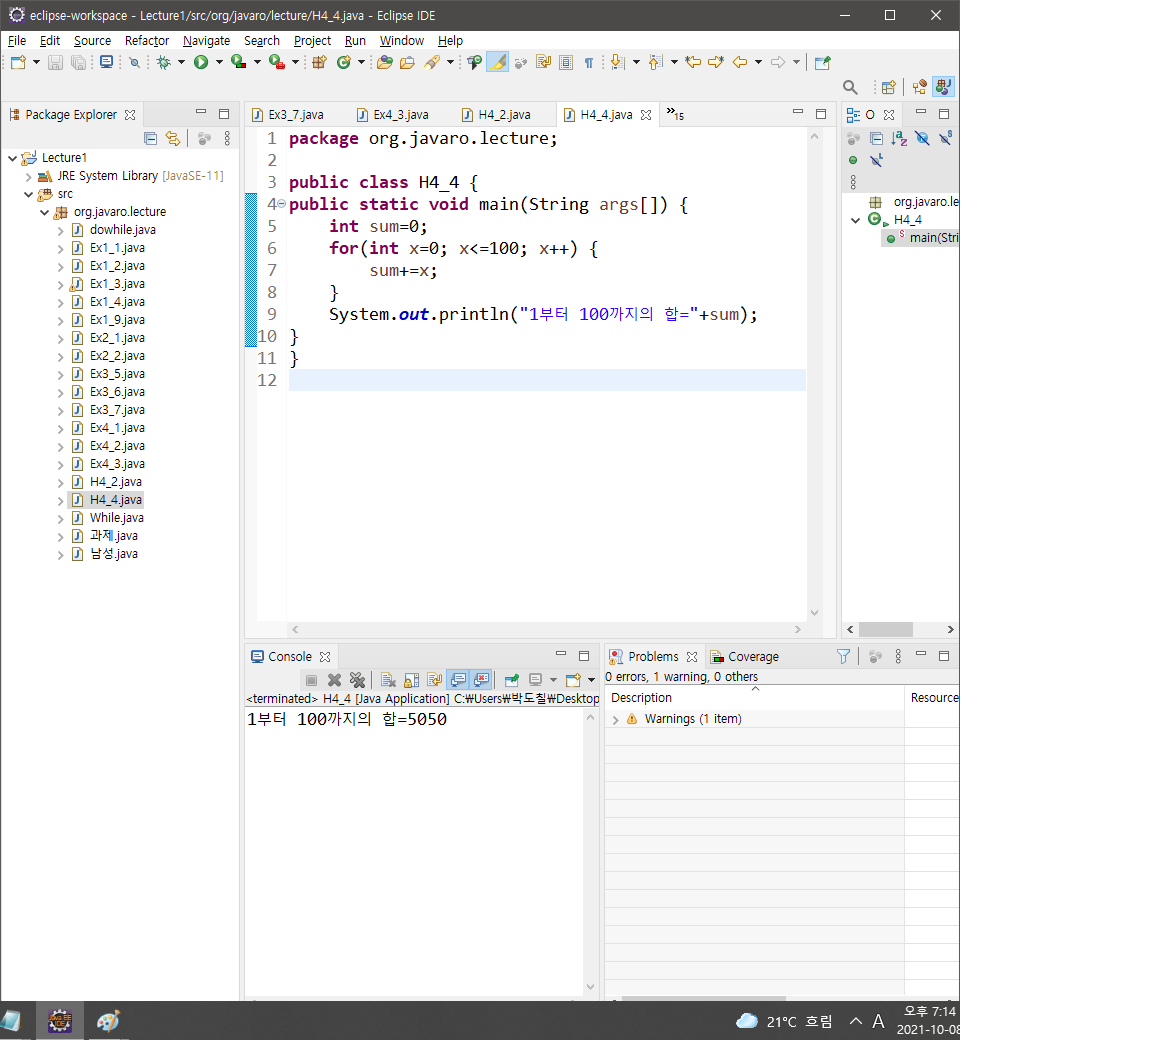 eclipse-workspace - Lecture1/src/org/javaro/lecture/H4_4.java - Eclipse IDE
File Edit Source Refactor Navigate Search Project Run Window Help
Package Explorer
Lecture1
JRE System Library [JavaSE-11]
src
org.javaro.lecture
dowhile.java
Ex1_1.java
Ex1_2.java
Ex1_3.java
Ex1_4.java
Ex1_9.java
Ex2_1.java
Ex2_2.java
Ex3_5.java
Ex3_6.java
Ex3_7.java
Ex4_1.java
Ex4_2.java
Ex4_3.java
H4_2.java
H4_4.java
While.java
과제.java
남성.java
Ex3_7.java Ex4_3.java H4_2.java H4_4.java »15
1 package org.javaro.lecture;
2
3 public class H4_4 {
4 public static void main(String args[]) {
5 int sum=0;
6 for(int x=0; x<=100; x++) {
7 sum+=x;
8 }
9 System.out.println("1부터 100까지의 합="+sum);
10 }
11 }
12
O
org.javaro.le
H4_4
main(Stri
Console
<terminated> H4_4 [Java Application] C:₩Users₩박도칠₩Desktop
1부터 100까지의 합=5050
Problems Coverage
0 errors, 1 warning, 0 others
Description Resource
Warnings (1 item)
21°C 흐림 A 오후 7:14
2021-10-08